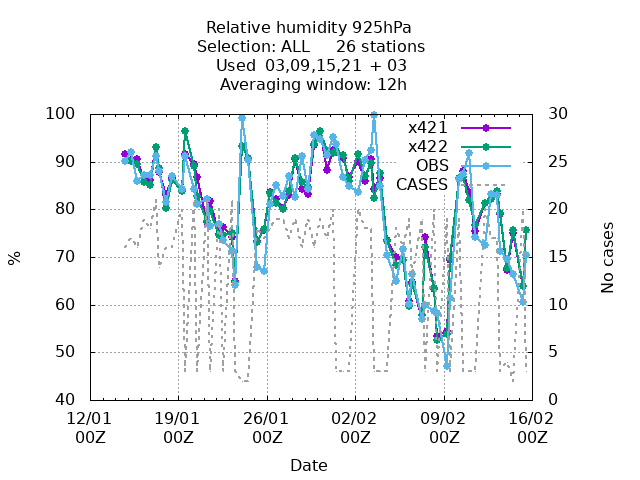 Relative humidity 925hPa
Selection: ALL 26 stations
Used 03,09,15,21 + 03
Averaging window: 12h
100 30
x421
x422
90 OBS 25
CASES
80 20
%
70 15
No cases
60 10
50 5
40 0
12/01 19/01 26/01 02/02 09/02 16/02
00Z 00Z 00Z 00Z 00Z 00Z
Date